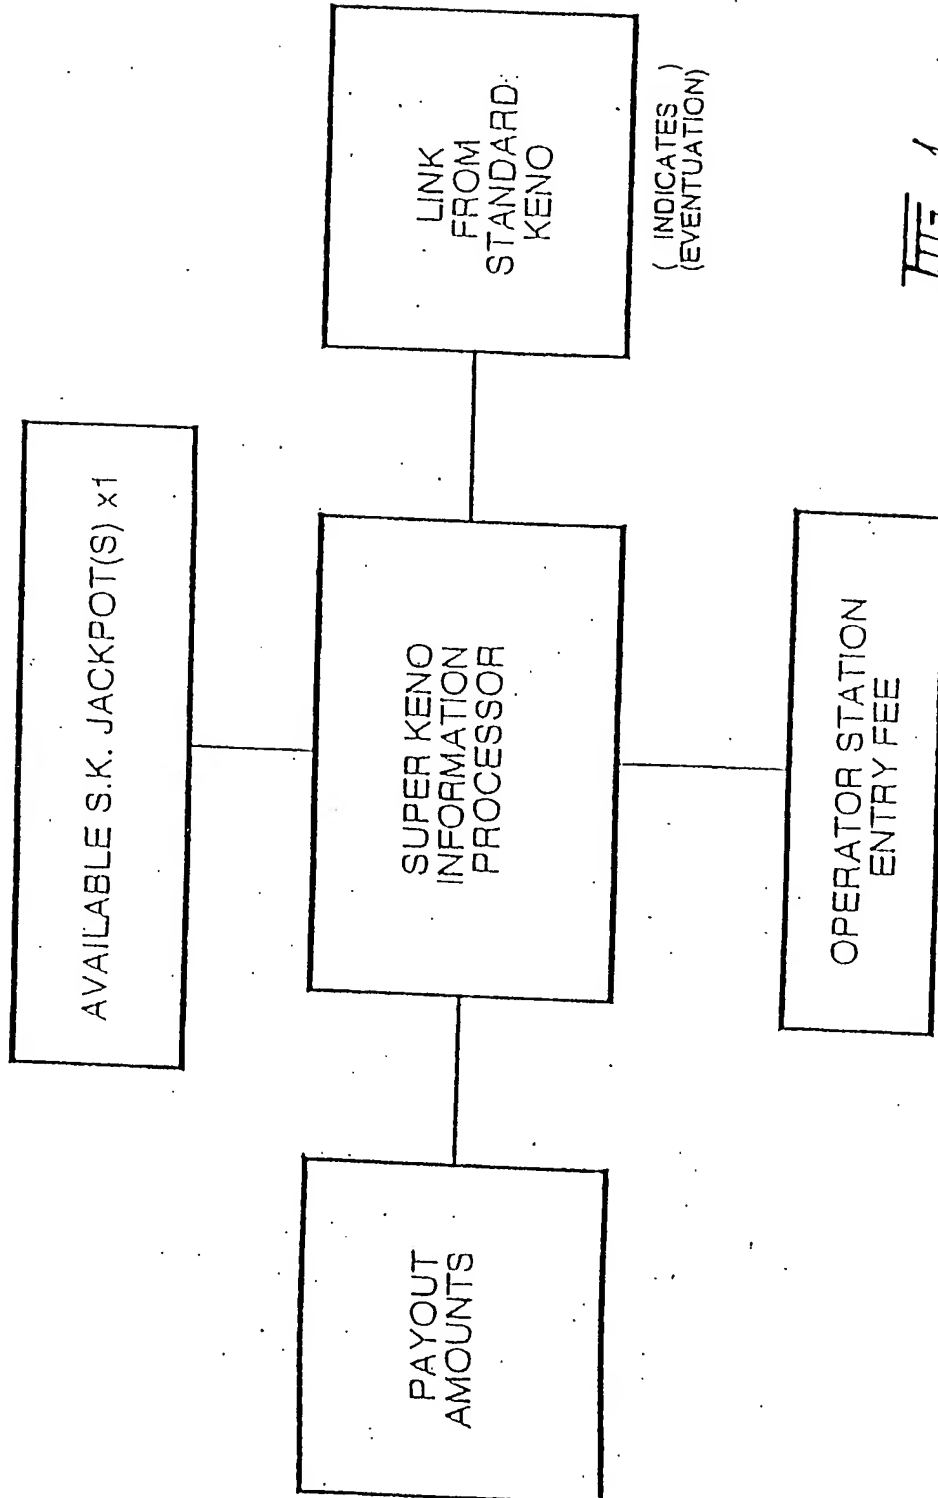 AVAILABLE S.K. JACKPOT(S) x1
PAYOUT
AMOUNTS
SUPER KENO
INFORMATION
PROCESSOR
LINK
FROM
STANDARD:
KENO
( INDICATES )
(EVENTUATION)
OPERATOR STATION
ENTRY FEE